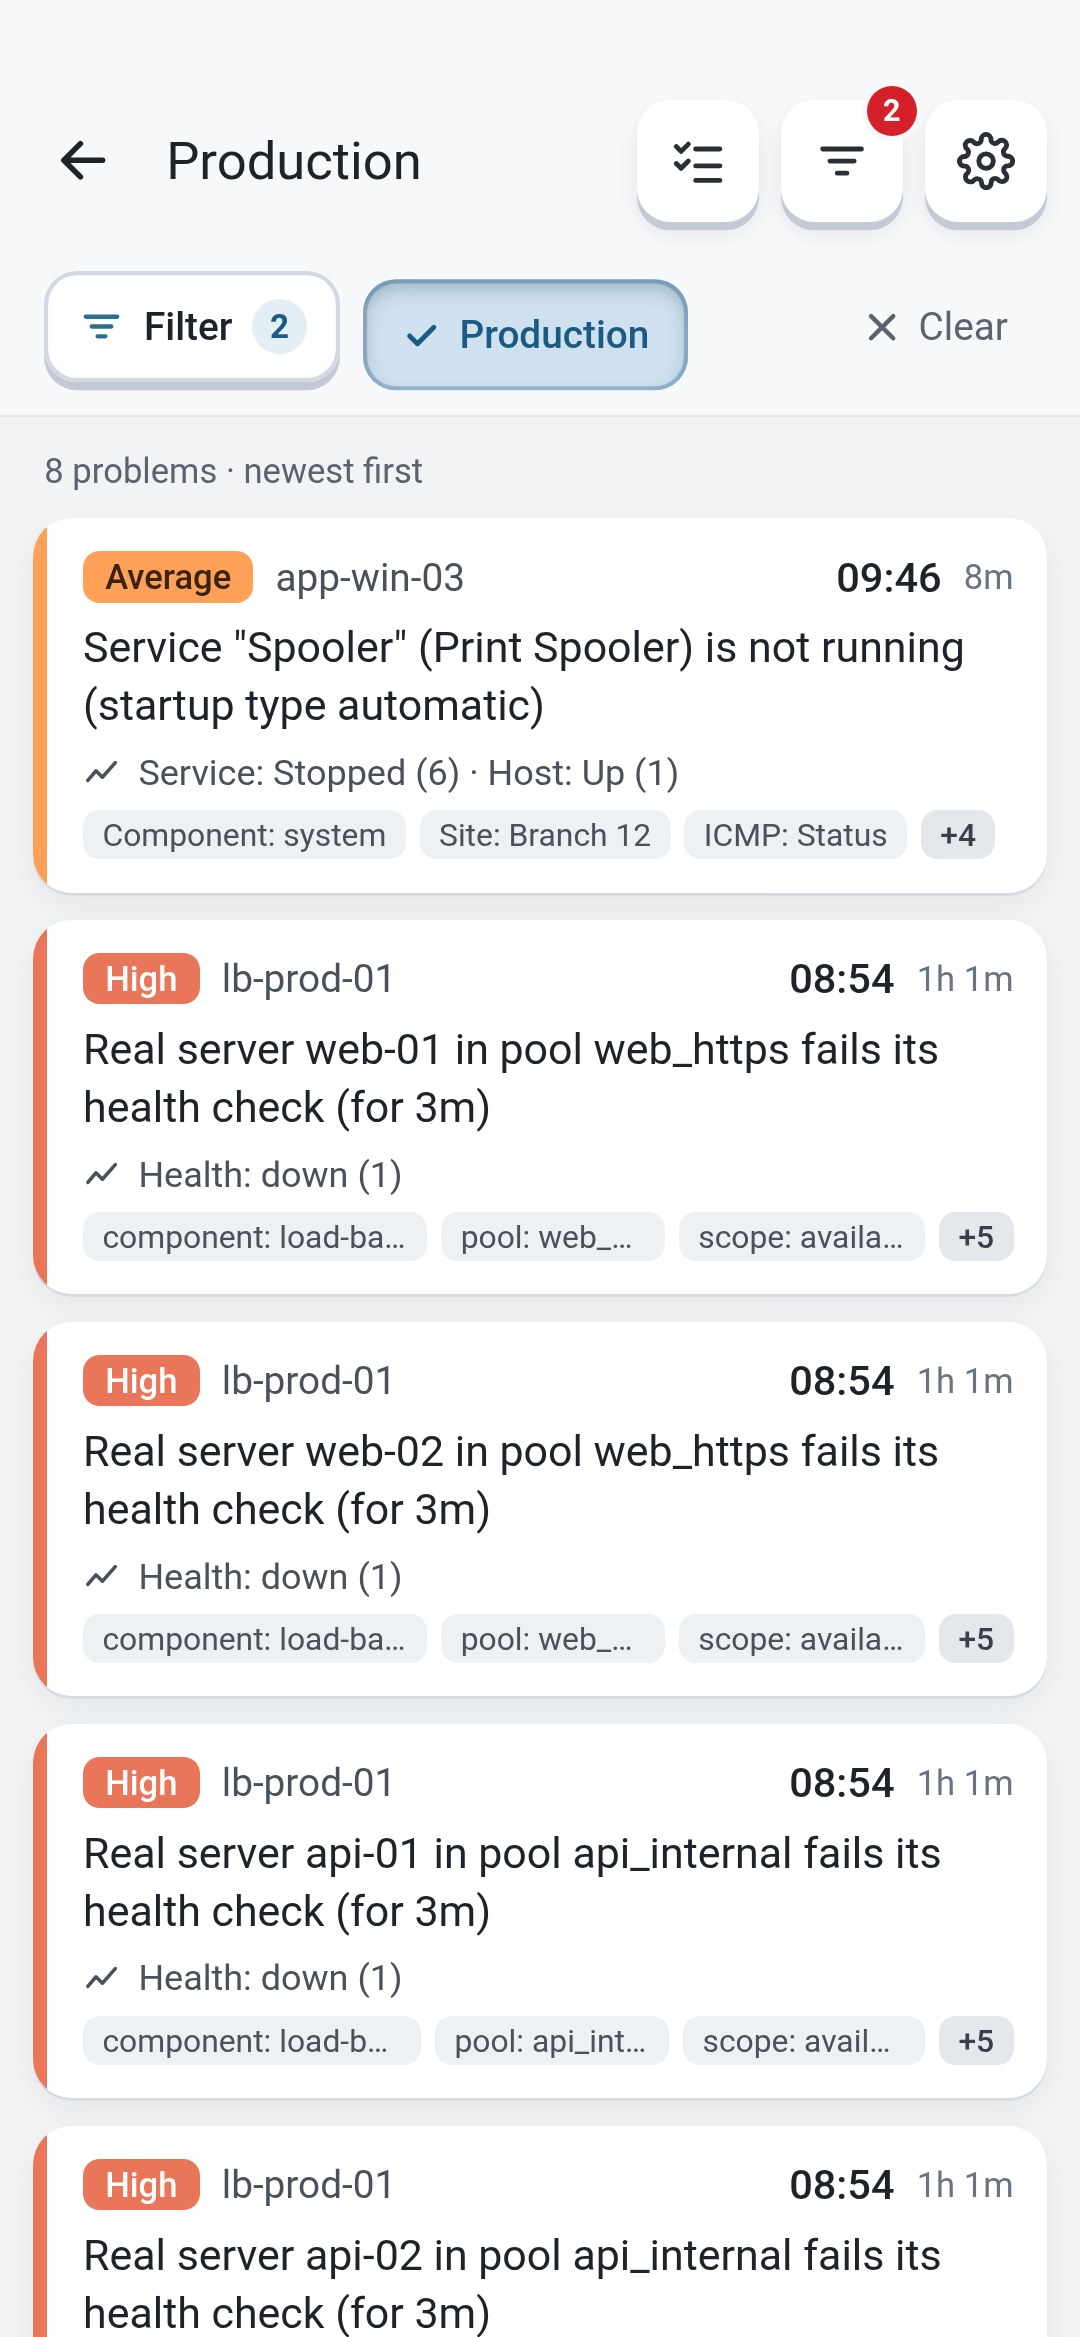 Production
2
Filter 2
Production
Clear
8 problems · newest first
Average app-win-03 09:46 8m
Service "Spooler" (Print Spooler) is not running
(startup type automatic)
Service: Stopped (6) · Host: Up (1)
Component: system Site: Branch 12 ICMP: Status +4
High lb-prod-01 08:54 1h 1m
Real server web-01 in pool web_https fails its
health check (for 3m)
Health: down (1)
component: load-ba... pool: web_... scope: availa... +5
High lb-prod-01 08:54 1h 1m
Real server web-02 in pool web_https fails its
health check (for 3m)
Health: down (1)
component: load-ba... pool: web_... scope: availa... +5
High lb-prod-01 08:54 1h 1m
Real server api-01 in pool api_internal fails its
health check (for 3m)
Health: down (1)
component: load-b... pool: api_int... scope: avail... +5
High lb-prod-01 08:54 1h 1m
Real server api-02 in pool api_internal fails its
health check (for 3m)